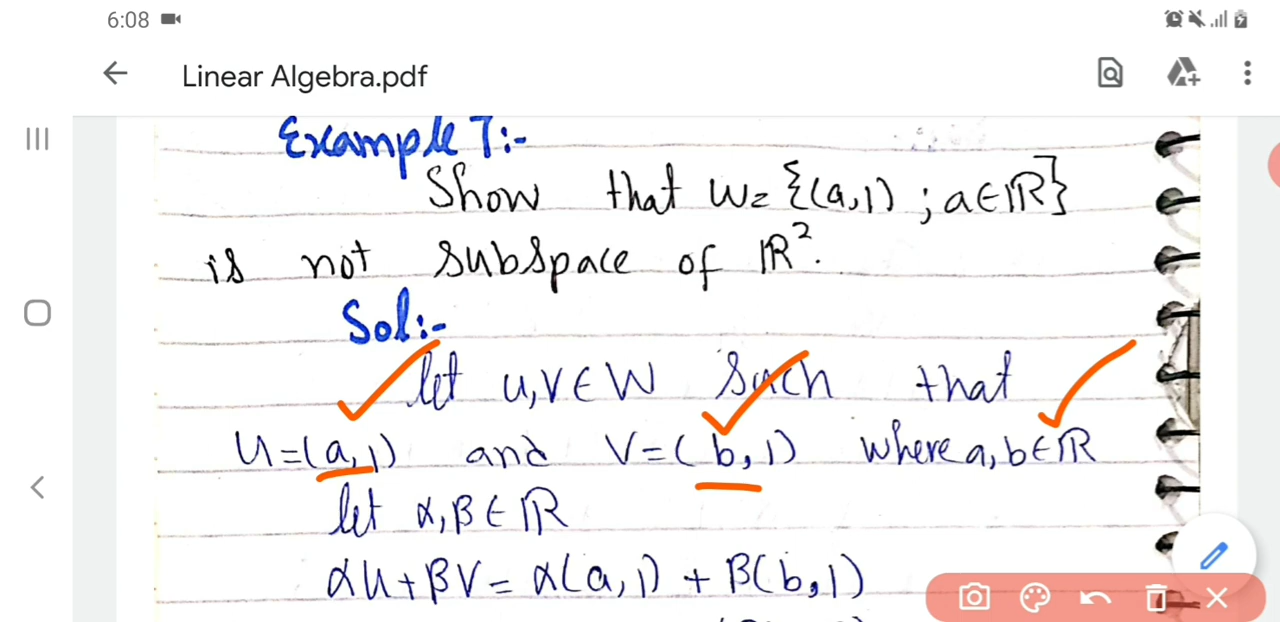 6:08
Linear Algebra.pdf
Example 7:-
Show that W= {(a,1) ; a∈ℝ}
is not subspace of ℝ².
Sol:-
let u,v∈W Such that
u=(a,1) and v=(b,1) where a,b∈ℝ
let α,β∈ℝ
αu+βv= α(a,1) + β(b,1)